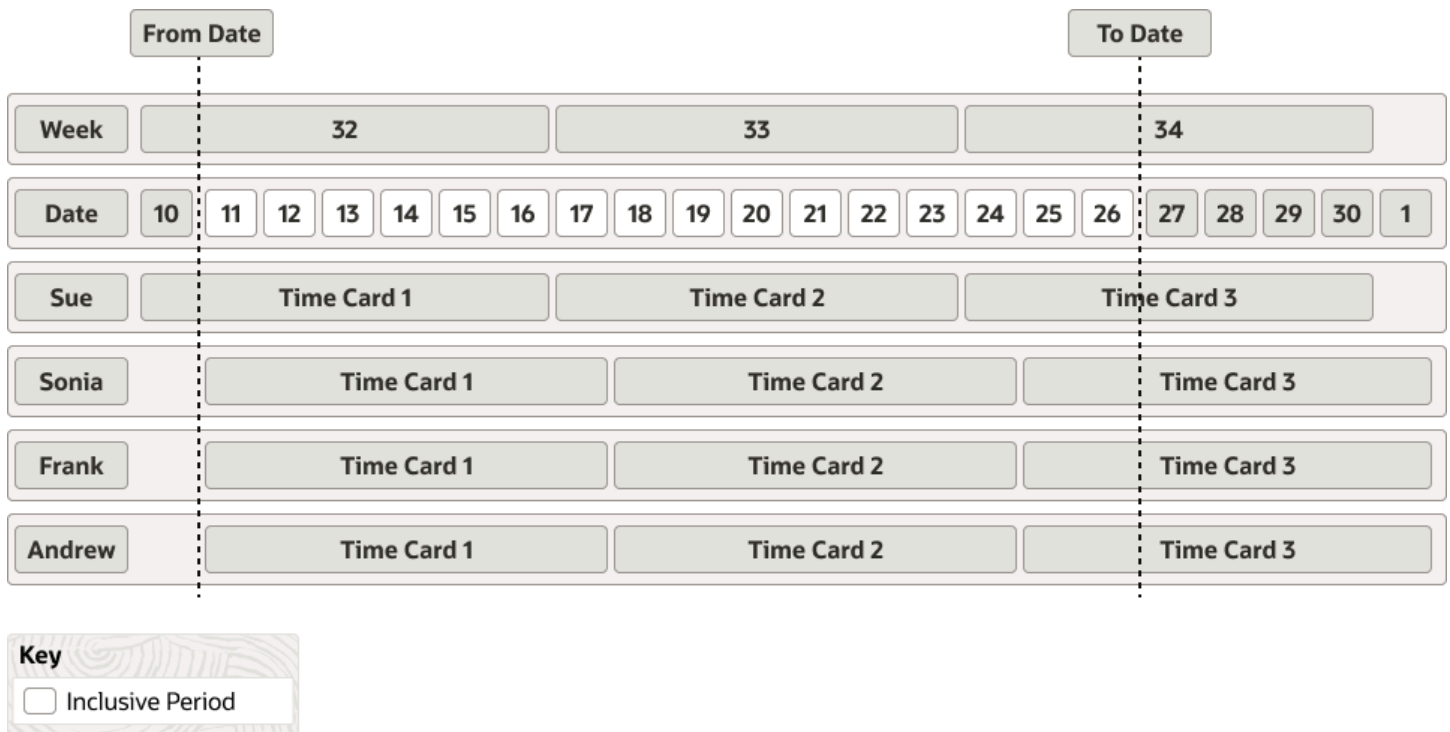 From Date To Date
Week 32 33 34
Date 10 11 12 13 14 15 16 17 18 19 20 21 22 23 24 25 26 27 28 29 30 1
Sue Time Card 1 Time Card 2 Time Card 3
Sonia Time Card 1 Time Card 2 Time Card 3
Frank Time Card 1 Time Card 2 Time Card 3
Andrew Time Card 1 Time Card 2 Time Card 3
Key
Inclusive Period